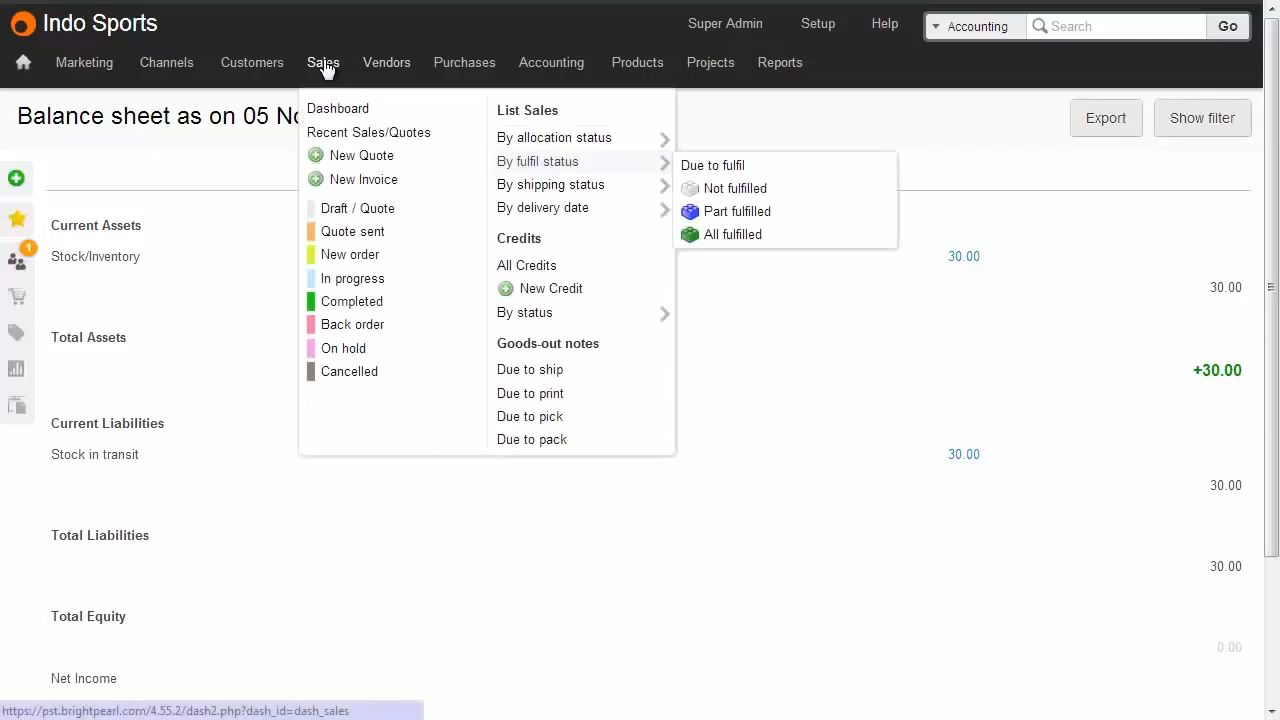 Indo Sports
Super Admin
Setup
Help
Accounting
Search
Go
Marketing
Channels
Customers
Sales
Vendors
Purchases
Accounting
Products
Projects
Reports
Balance sheet as on 05 No
Export
Show filter
Dashboard
Recent Sales/Quotes
New Quote
New Invoice
Draft / Quote
Quote sent
New order
In progress
Completed
Back order
On hold
Cancelled
List Sales
By allocation status
By fulfil status
By shipping status
By delivery date
Credits
All Credits
New Credit
By status
Goods-out notes
Due to ship
Due to print
Due to pick
Due to pack
Due to fulfil
Not fulfilled
Part fulfilled
All fulfilled
1
Current Assets
Stock/Inventory 30.00
30.00
Total Assets
+30.00
Current Liabilities
Stock in transit 30.00
30.00
Total Liabilities
30.00
Total Equity
0.00
Net Income
https://pst.brightpearl.com/4.55.2/dash2.php?dash_id=dash_sales